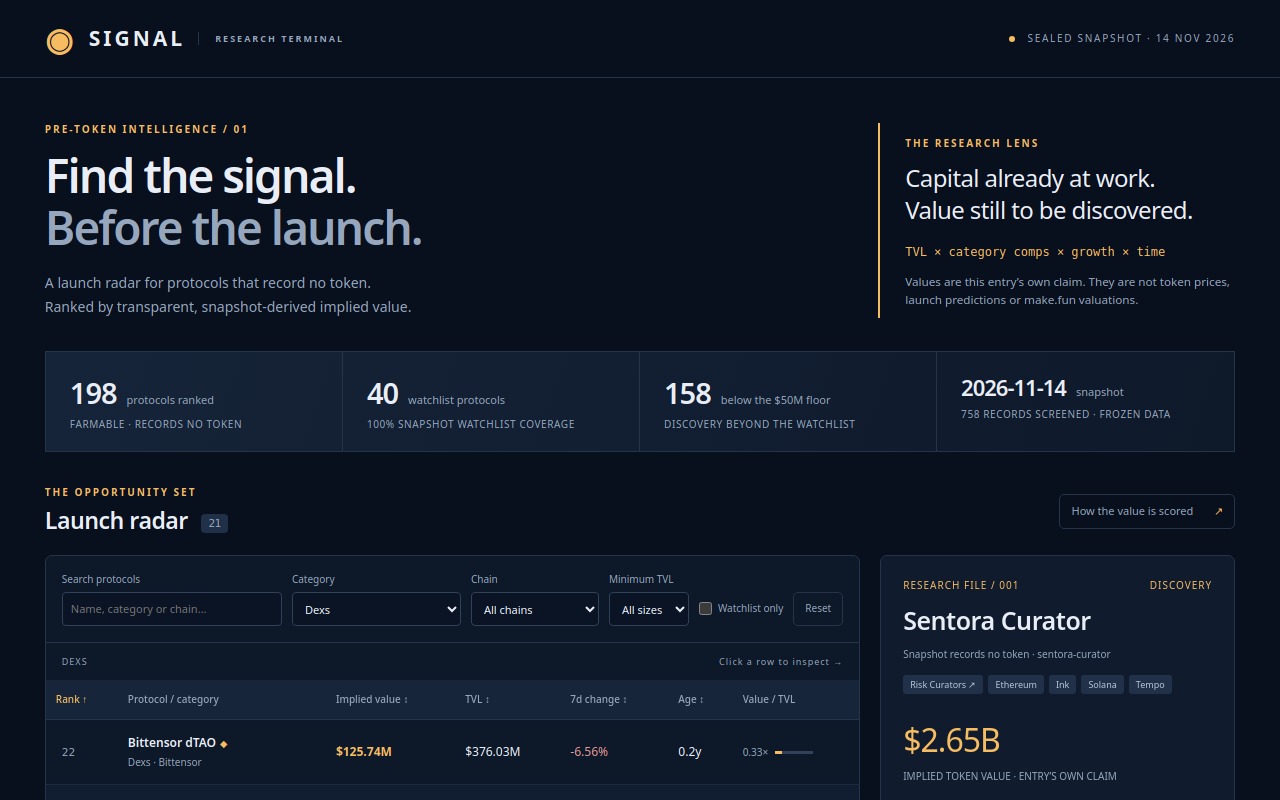 SIGNAL
RESEARCH TERMINAL
SEALED SNAPSHOT · 14 NOV 2026
PRE-TOKEN INTELLIGENCE / 01
Find the signal.
Before the launch.
A launch radar for protocols that record no token.
Ranked by transparent, snapshot-derived implied value.
THE RESEARCH LENS
Capital already at work.
Value still to be discovered.
TVL × category comps × growth × time
Values are this entry’s own claim. They are not token prices,
launch predictions or make.fun valuations.
198 protocols ranked
FARMABLE · RECORDS NO TOKEN
40 watchlist protocols
100% SNAPSHOT WATCHLIST COVERAGE
158 below the $50M floor
DISCOVERY BEYOND THE WATCHLIST
2026-11-14 snapshot
758 RECORDS SCREENED · FROZEN DATA
THE OPPORTUNITY SET
Launch radar 21
How the value is scored ↗
Search protocols
Name, category or chain...
Category
Dexs
Chain
All chains
Minimum TVL
All sizes
Watchlist only
Reset
DEXS
Click a row to inspect →
Rank ↑ Protocol / category Implied value ↕ TVL ↕ 7d change ↕ Age ↕ Value / TVL
22 Bittensor dTAO ◆ $125.74M $376.03M -6.56% 0.2y 0.33×
Dexs · Bittensor
RESEARCH FILE / 001 DISCOVERY
Sentora Curator
Snapshot records no token · sentora-curator
Risk Curators ↗ Ethereum Ink Solana Tempo
$2.65B
IMPLIED TOKEN VALUE · ENTRY’S OWN CLAIM